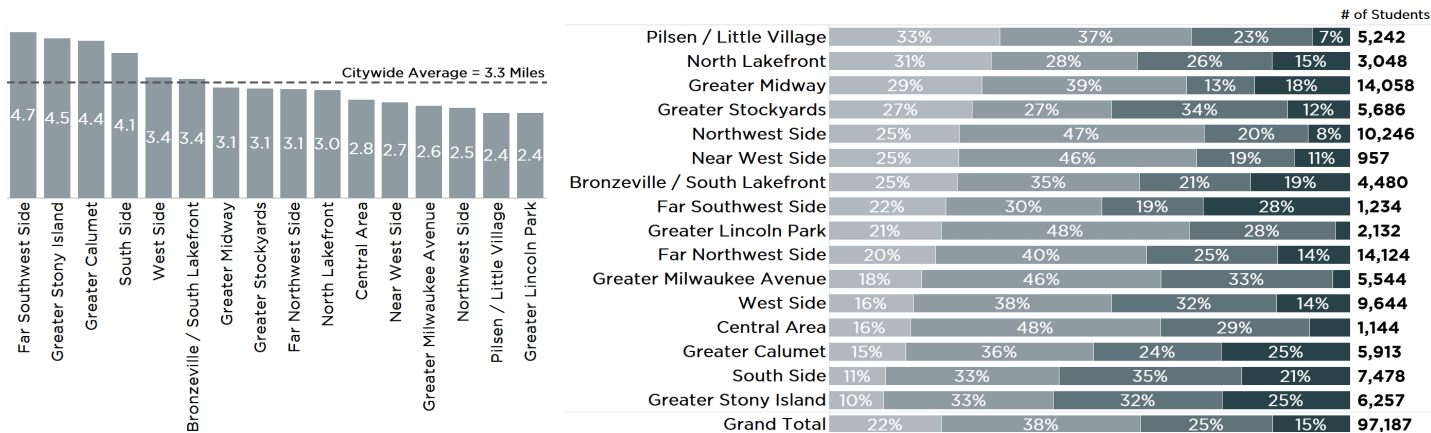 Citywide Average = 3.3 Miles
4.7 4.5 4.4 4.1 3.4 3.4 3.1 3.1 3.1 3.0 2.8 2.7 2.6 2.5 2.4 2.4
Far Southwest Side
Greater Stony Island
Greater Calumet
South Side
West Side
Bronzeville / South Lakefront
Greater Midway
Greater Stockyards
Far Northwest Side
North Lakefront
Central Area
Near West Side
Greater Milwaukee Avenue
Northwest Side
Pilsen / Little Village
Greater Lincoln Park
# of Students
Pilsen / Little Village 33% 37% 23% 7% 5,242
North Lakefront 31% 28% 26% 15% 3,048
Greater Midway 29% 39% 13% 18% 14,058
Greater Stockyards 27% 27% 34% 12% 5,686
Northwest Side 25% 47% 20% 8% 10,246
Near West Side 25% 46% 19% 11% 957
Bronzeville / South Lakefront 25% 35% 21% 19% 4,480
Far Southwest Side 22% 30% 19% 28% 1,234
Greater Lincoln Park 21% 48% 28% 2,132
Far Northwest Side 20% 40% 25% 14% 14,124
Greater Milwaukee Avenue 18% 46% 33% 5,544
West Side 16% 38% 32% 14% 9,644
Central Area 16% 48% 29% 1,144
Greater Calumet 15% 36% 24% 25% 5,913
South Side 11% 33% 35% 21% 7,478
Greater Stony Island 10% 33% 32% 25% 6,257
Grand Total 22% 38% 25% 15% 97,187